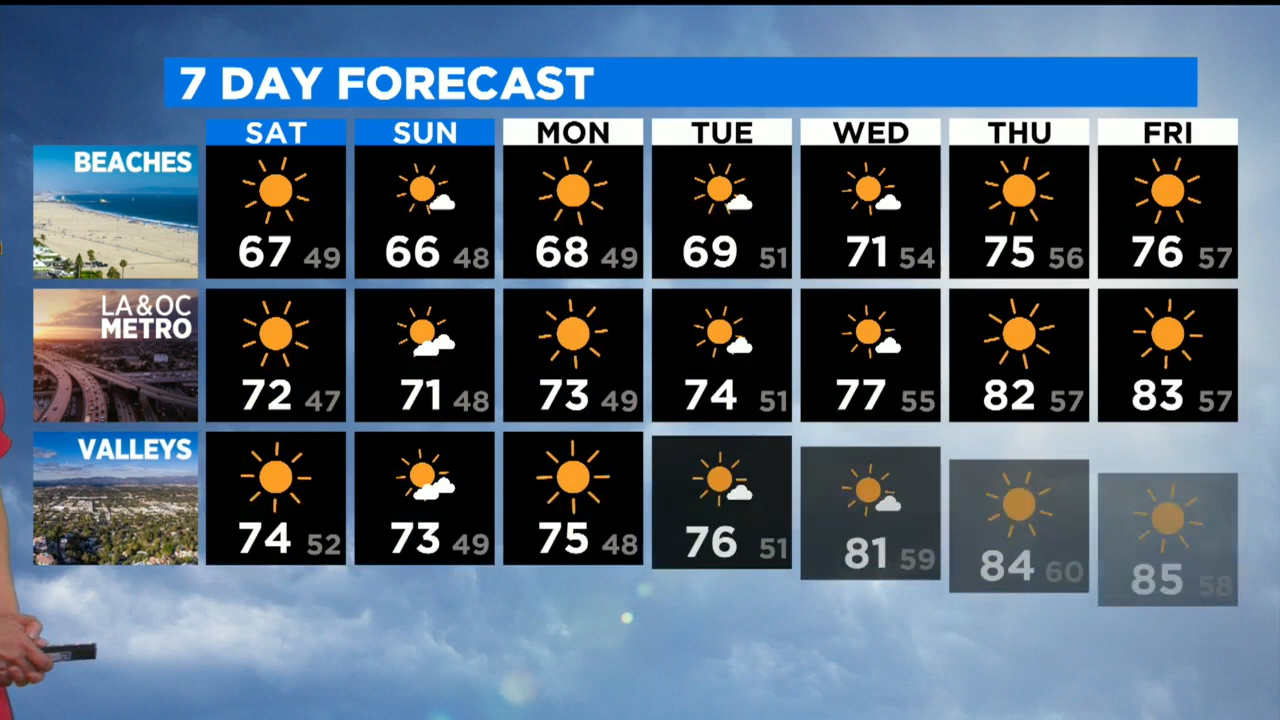 7 DAY FORECAST
SAT SUN MON TUE WED THU FRI
BEACHES
67 49 66 48 68 49 69 51 71 54 75 56 76 57
LA&OC
METRO
72 47 71 48 73 49 74 51 77 55 82 57 83 57
VALLEYS
74 52 73 49 75 48 76 51 81 59 84 60 85 58